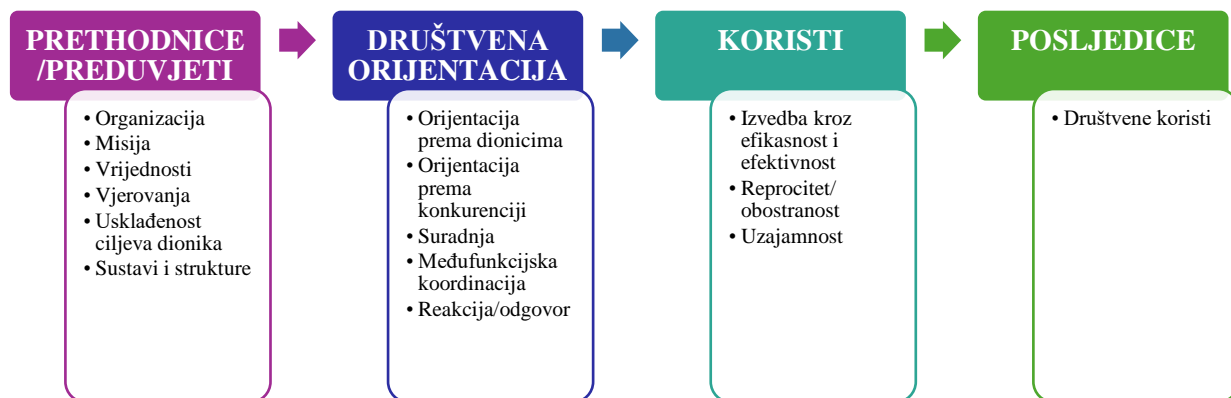 PRETHODNICE
/PREDUVJETI
• Organizacija
• Misija
• Vrijednosti
• Vjerovanja
• Usklađenost
ciljeva dionika
• Sustavi i strukture
DRUŠTVENA
ORIJENTACIJA
• Orijentacija
prema dionicima
• Orijentacija
prema
konkurenciji
• Suradnja
• Međufunkcijska
koordinacija
• Reakcija/odgovor
KORISTI
• Izvedba kroz
efikasnost i
efektivnost
• Reprocitet/
obostranost
• Uzajamnost
POSLJEDICE
• Društvene koristi